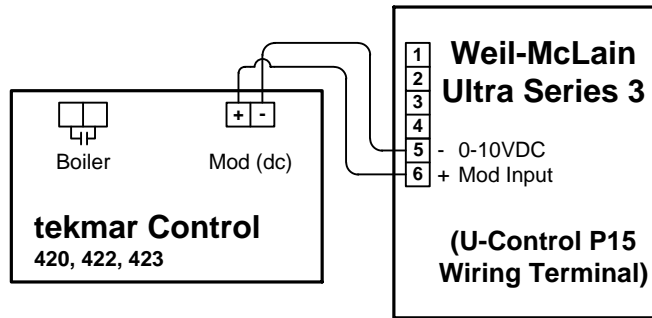 Weil-McLain
Ultra Series 3
1
2
3
4
5 - 0-10VDC
6 + Mod Input
(U-Control P15
Wiring Terminal)
+ -
Boiler Mod (dc)
tekmar Control
420, 422, 423